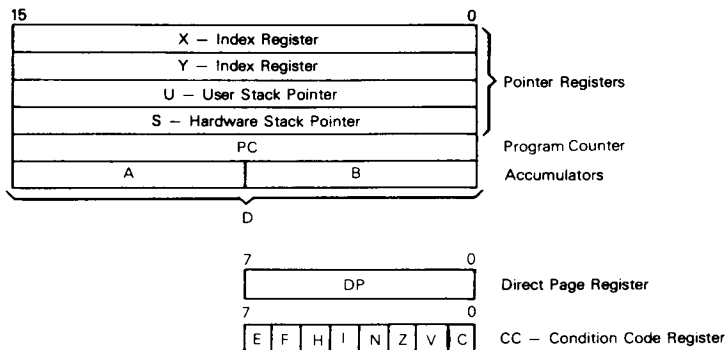 15 0
X – Index Register
Y – Index Register
U – User Stack Pointer
S – Hardware Stack Pointer
Pointer Registers
PC Program Counter
A B Accumulators
D
7 0
DP Direct Page Register
7 0
E F H I N Z V C CC – Condition Code Register